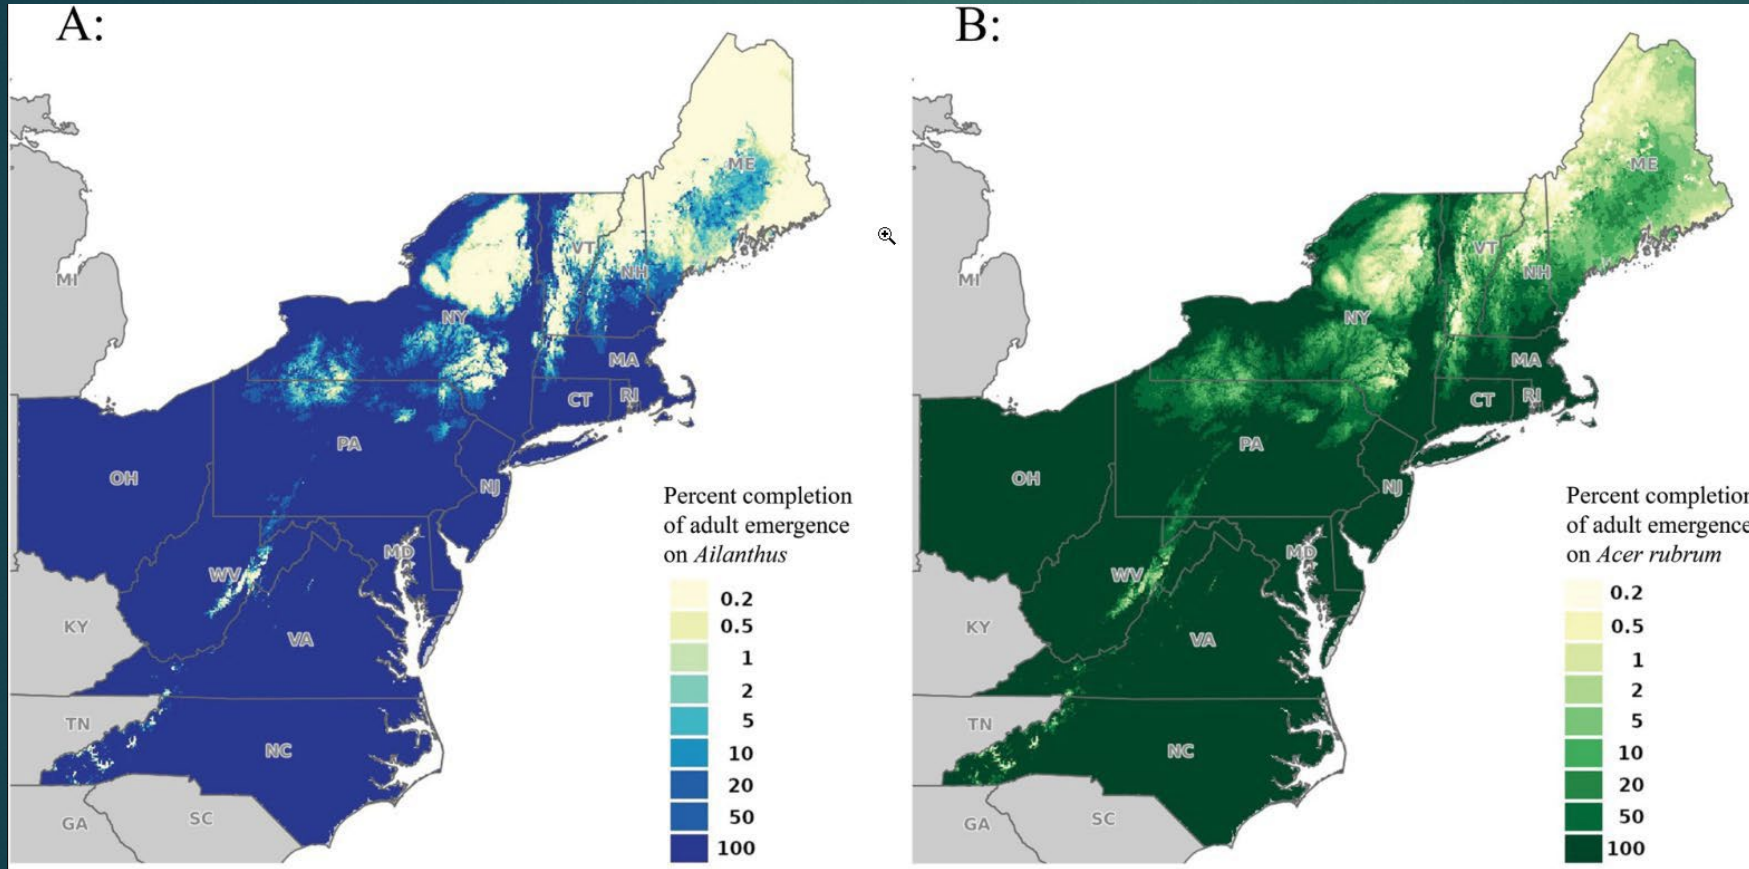 A:
ME
VT
NH
MI
NY
MA
CT
RI
PA
OH
NJ
MD
WV
KY
VA
TN
NC
GA
SC
Percent completion
of adult emergence
on Ailanthus
0.2
0.5
1
2
5
10
20
50
100
B:
ME
VT
NH
MI
NY
MA
CT
RI
PA
OH
NJ
MD
WV
KY
VA
TN
NC
GA
SC
Percent completion
of adult emergence
on Acer rubrum
0.2
0.5
1
2
5
10
20
50
100